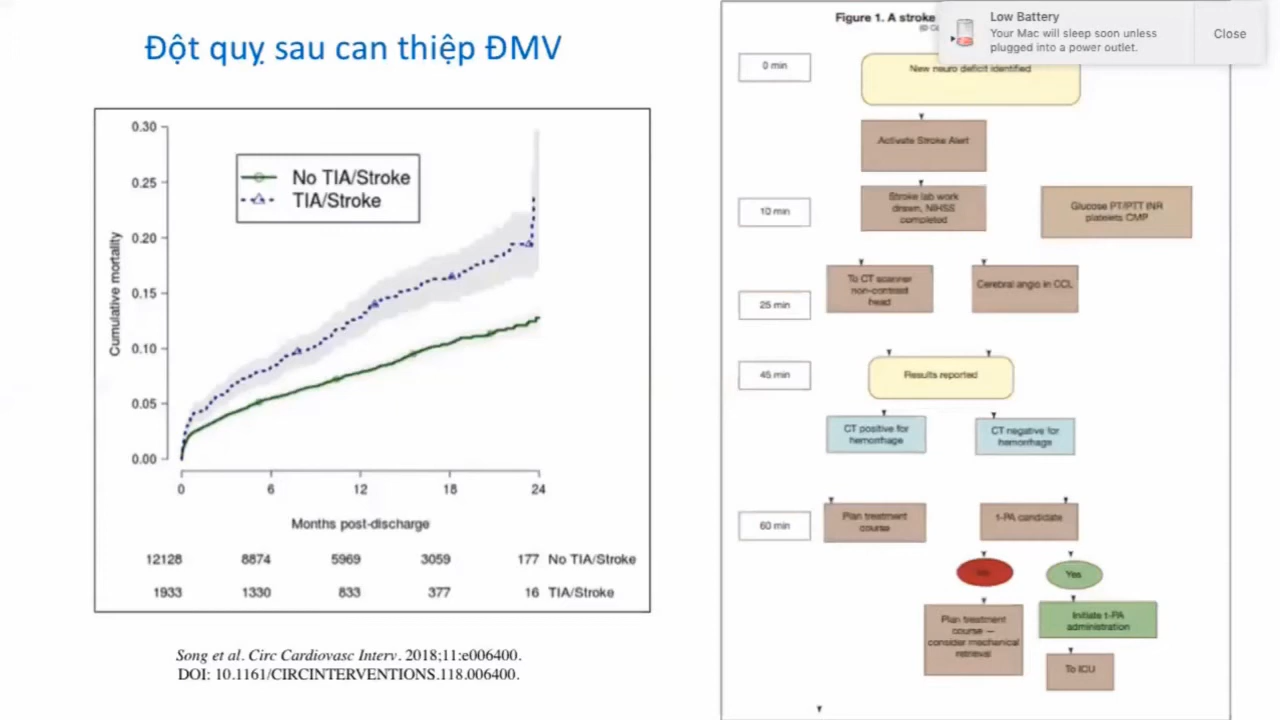 Đột quỵ sau can thiệp ĐMV
0.30
0.25
0.20
0.15
0.10
0.05
0.00
Cumulative mortality
No TIA/Stroke
TIA/Stroke
0 6 12 18 24
Months post-discharge
12128 8874 5969 3059 177 No TIA/Stroke
1933 1330 833 377 16 TIA/Stroke
Song et al. Circ Cardiovasc Interv. 2018;11:e006400.
DOI: 10.1161/CIRCINTERVENTIONS.118.006400.
Figure 1. A stroke
Low Battery
Your Mac will sleep soon unless
plugged into a power outlet.
Close
0 min
New neuro deficit identified
Activate Stroke Alert
10 min
Stroke lab work
drawn, NIHSS
completed
Glucose PT/PTT INR
platelets CMP
25 min
To CT scanner
non-contrast
head
Cerebral angio in CCL
45 min
Results reported
CT positive for
hemorrhage
CT negative for
hemorrhage
60 min
Plan treatment
course
t-PA candidate
Yes
Plan treatment
course —
consider mechanical
retrieval
Initiate t-PA
administration
To ICU